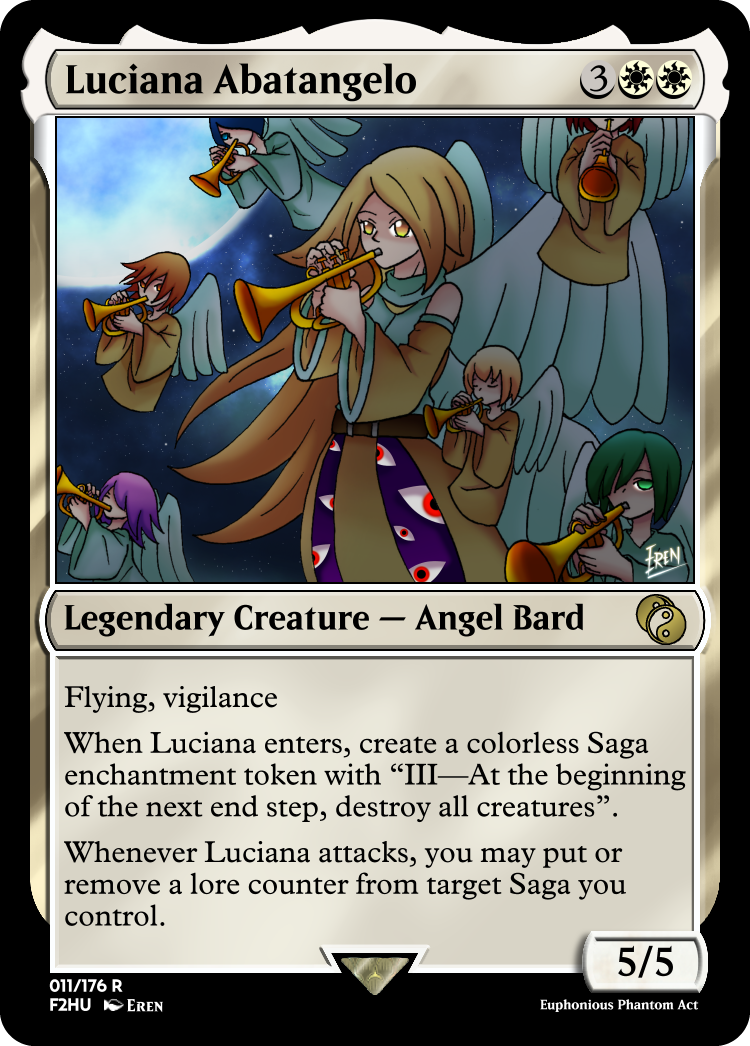 Luciana Abatangelo 3
EREN
Legendary Creature — Angel Bard
Flying, vigilance
When Luciana enters, create a colorless Saga
enchantment token with “III—At the beginning
of the next end step, destroy all creatures”.
Whenever Luciana attacks, you may put or
remove a lore counter from target Saga you
control.
5/5
011/176 R
F2HU EREN
Euphonious Phantom Act